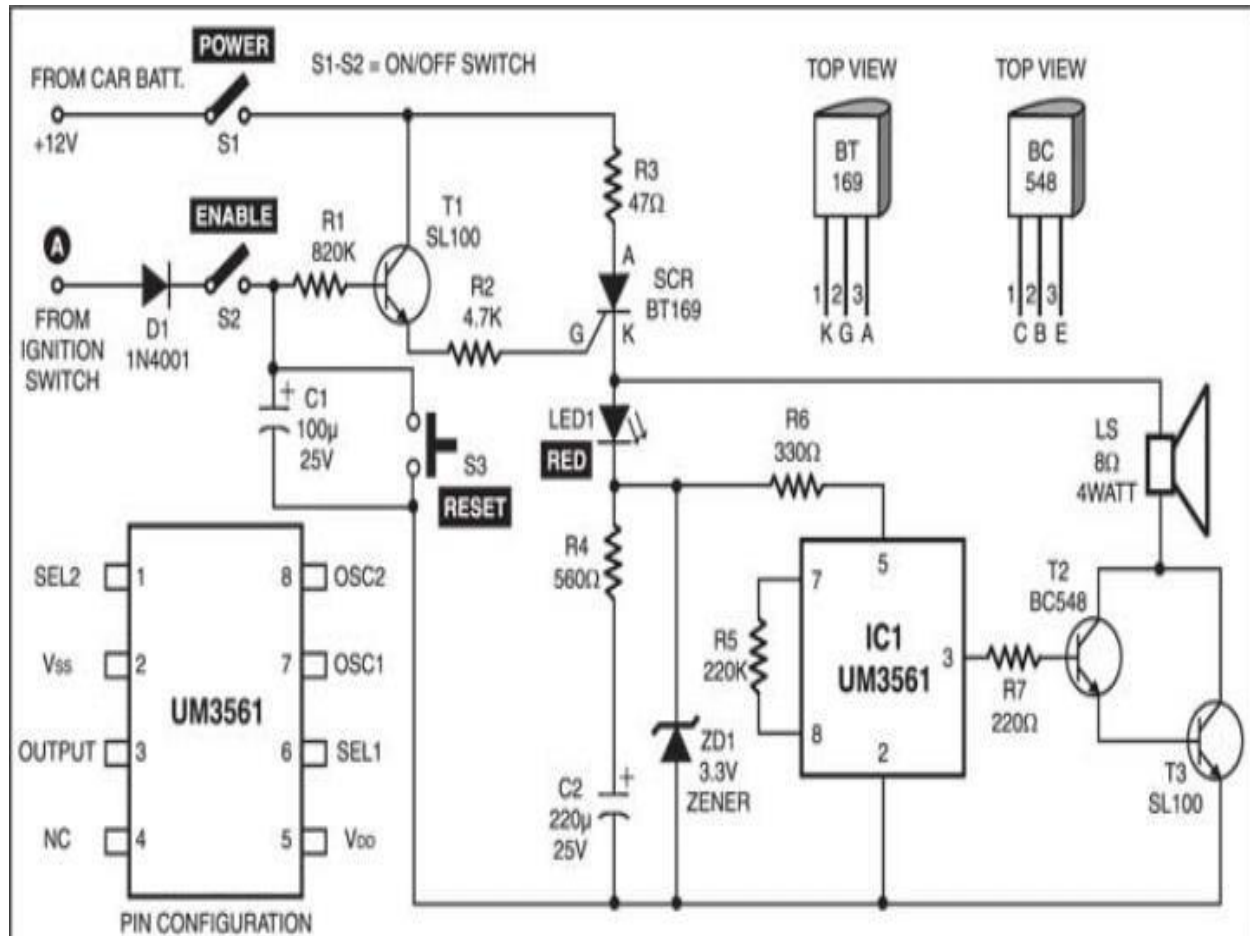 POWER
FROM CAR BATT.
S1-S2 = ON/OFF SWITCH
+12V
S1
TOP VIEW
TOP VIEW
BT
169
BC
548
1 2 3
K G A
1 2 3
C B E
R3
47Ω
ENABLE
A
R1
820K
T1
SL100
FROM
IGNITION
SWITCH
D1
1N4001
S2
R2
4.7K
A
G
K
SCR
BT169
+
C1
100µ
25V
S3
RESET
LED1
RED
R6
330Ω
LS
8Ω
4WATT
R4
560Ω
7
5
R5
220K
IC1
UM3561
3
8
2
R7
220Ω
T2
BC548
T3
SL100
ZD1
3.3V
ZENER
+
C2
220µ
25V
SEL2
1
8
OSC2
VSS
2
7
OSC1
UM3561
OUTPUT
3
6
SEL1
NC
4
5
VDD
PIN CONFIGURATION